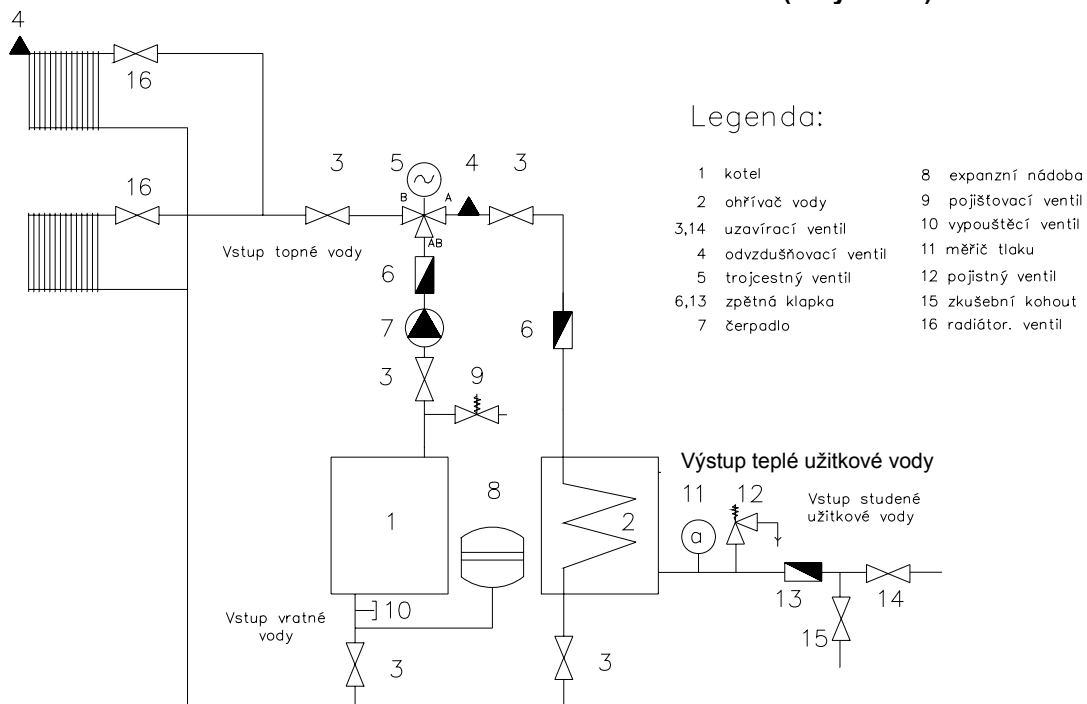 4
16
16
3
5
4
3
B
A
AB
Vstup topné vody
6
7
6
3
9
1
8
2
10
Vstup vratné
vody
3
3
Výstup teplé užitkové vody
11
12
Vstup studené
užitkové vody
a
13
14
15
Legenda:
1 kotel
2 ohřívač vody
3,14 uzavírací ventil
4 odvzdušňovací ventil
5 trojcestný ventil
6,13 zpětná klapka
7 čerpadlo
8 expanzní nádoba
9 pojišťovací ventil
10 vypouštěcí ventil
11 měřič tlaku
12 pojistný ventil
15 zkušební kohout
16 radiátor. ventil